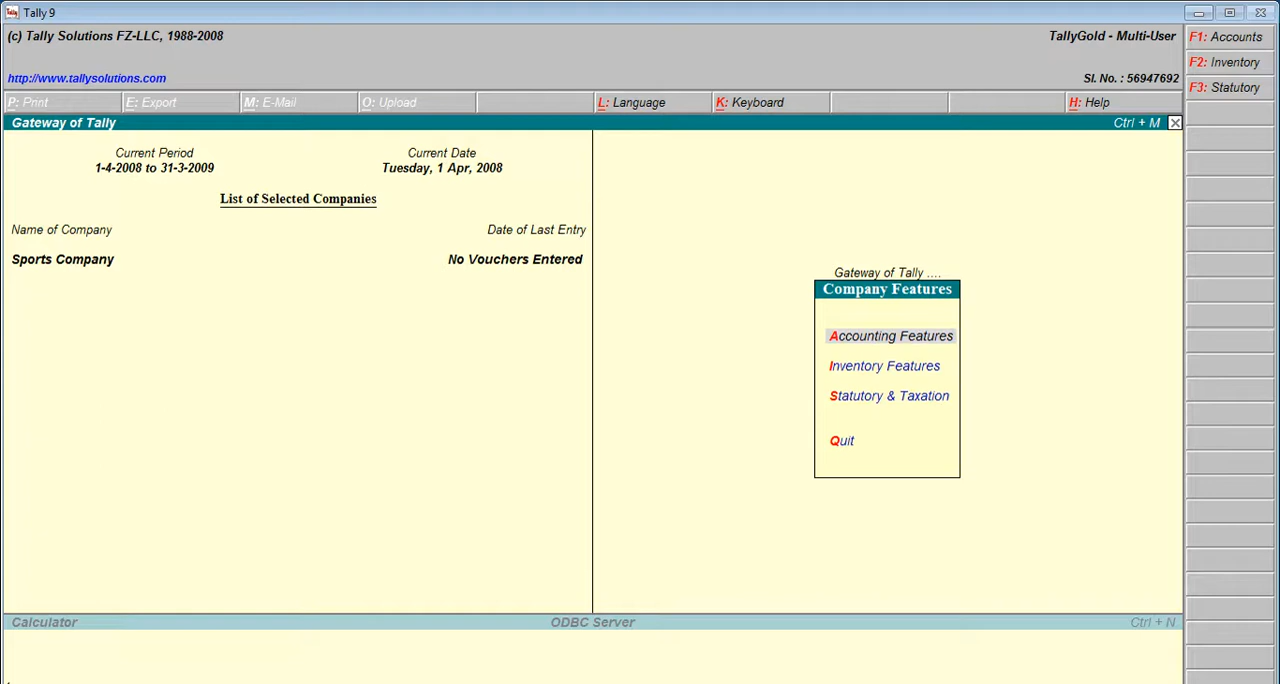 Tally 9
(c) Tally Solutions FZ-LLC, 1988-2008
TallyGold - Multi-User
http://www.tallysolutions.com
Sl. No. : 56947692
P: Print E: Export M: E-Mail O: Upload L: Language K: Keyboard H: Help
Gateway of Tally
Ctrl + M
Current Period
1-4-2008 to 31-3-2009
Current Date
Tuesday, 1 Apr, 2008
List of Selected Companies
Name of Company
Date of Last Entry
Sports Company
No Vouchers Entered
Gateway of Tally ....
Company Features
Accounting Features
Inventory Features
Statutory & Taxation
Quit
F1: Accounts
F2: Inventory
F3: Statutory
Calculator
ODBC Server
Ctrl + N